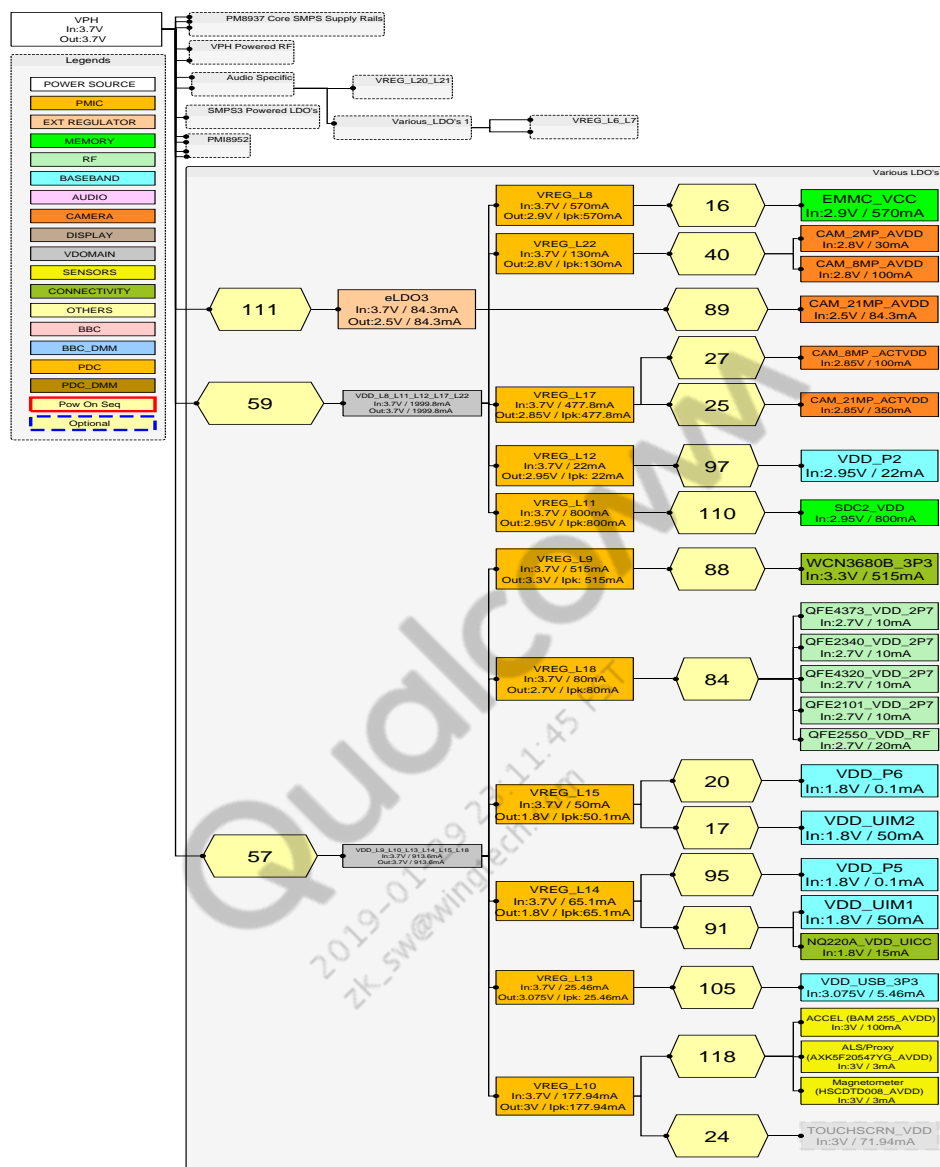 VPH
In:3.7V
Out:3.7V
PM8937 Core SMPS Supply Rails
VPH Powered RF
Audio Specific
VREG_L20_L21
SMPS3 Powered LDO's
Various_LDO's 1
VREG_L6_L7
PMI8952
Legends
POWER SOURCE
PMIC
EXT REGULATOR
MEMORY
RF
BASEBAND
AUDIO
CAMERA
DISPLAY
VDOMAIN
SENSORS
CONNECTIVITY
OTHERS
BBC
BBC_DMM
PDC
PDC_DMM
Pow On Seq
Optional
Various LDO's
VREG_L8
In:3.7V / 570mA
Out:2.9V / Ipk:570mA
16
EMMC_VCC
In:2.9V / 570mA
VREG_L22
In:3.7V / 130mA
Out:2.8V / Ipk:130mA
40
CAM_2MP_AVDD
In:2.8V / 30mA
CAM_8MP_AVDD
In:2.8V / 100mA
111
eLDO3
In:3.7V / 84.3mA
Out:2.5V / 84.3mA
89
CAM_21MP_AVDD
In:2.5V / 84.3mA
59
VDD_L8_L11_L12_L17_L22
In:3.7V / 1999.8mA
Out:3.7V / 1999.8mA
VREG_L17
In:3.7V / 477.8mA
Out:2.85V / Ipk:477.8mA
27
CAM_8MP_ACTVDD
In:2.85V / 100mA
25
CAM_21MP_ACTVDD
In:2.85V / 350mA
VREG_L12
In:3.7V / 22mA
Out:2.95V / Ipk: 22mA
97
VDD_P2
In:2.95V / 22mA
VREG_L11
In:3.7V / 800mA
Out:2.95V / Ipk:800mA
110
SDC2_VDD
In:2.95V / 800mA
VREG_L9
In:3.7V / 515mA
Out:3.3V / Ipk: 515mA
88
WCN3680B_3P3
In:3.3V / 515mA
VREG_L18
In:3.7V / 80mA
Out:2.7V / Ipk:80mA
84
QFE4373_VDD_2P7
In:2.7V / 10mA
QFE2340_VDD_2P7
In:2.7V / 10mA
QFE4320_VDD_2P7
In:2.7V / 10mA
QFE2101_VDD_2P7
In:2.7V / 10mA
QFE2550_VDD_RF
In:2.7V / 20mA
57
VDD_L9_L10_L13_L14_L15_L18
In:3.7V / 913.6mA
Out:3.7V / 913.6mA
VREG_L15
In:3.7V / 50mA
Out:1.8V / Ipk:50.1mA
20
VDD_P6
In:1.8V / 0.1mA
17
VDD_UIM2
In:1.8V / 50mA
VREG_L14
In:3.7V / 65.1mA
Out:1.8V / Ipk:65.1mA
95
VDD_P5
In:1.8V / 0.1mA
91
VDD_UIM1
In:1.8V / 50mA
NQ220A_VDD_UICC
In:1.8V / 15mA
VREG_L13
In:3.7V / 25.46mA
Out:3.075V / Ipk: 25.46mA
105
VDD_USB_3P3
In:3.075V / 5.46mA
VREG_L10
In:3.7V / 177.94mA
Out:3V / Ipk:177.94mA
118
ACCEL (BAM 255_AVDD)
In:3V / 100mA
ALS/Proxy
(AXK5F20547YG_AVDD)
In:3V / 3mA
Magnetometer
(HSCDTD008_AVDD)
In:3V / 3mA
24
TOUCHSCRN_VDD
In:3V / 71.94mA
Qualcomm
2019-01-29 23:11:45 PST
zk_sw@wingtech.com